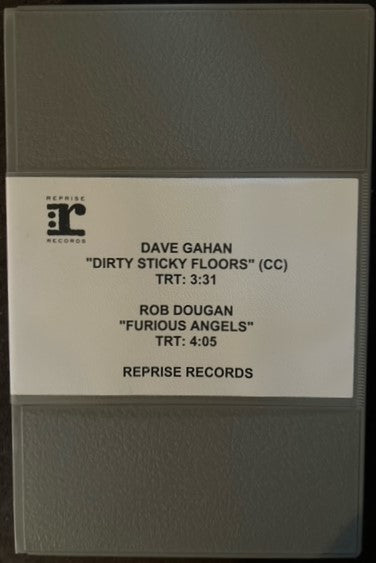 REPRISE
r
RECORDS
DAVE GAHAN
"DIRTY STICKY FLOORS" (CC)
TRT: 3:31
ROB DOUGAN
"FURIOUS ANGELS"
TRT: 4:05
REPRISE RECORDS